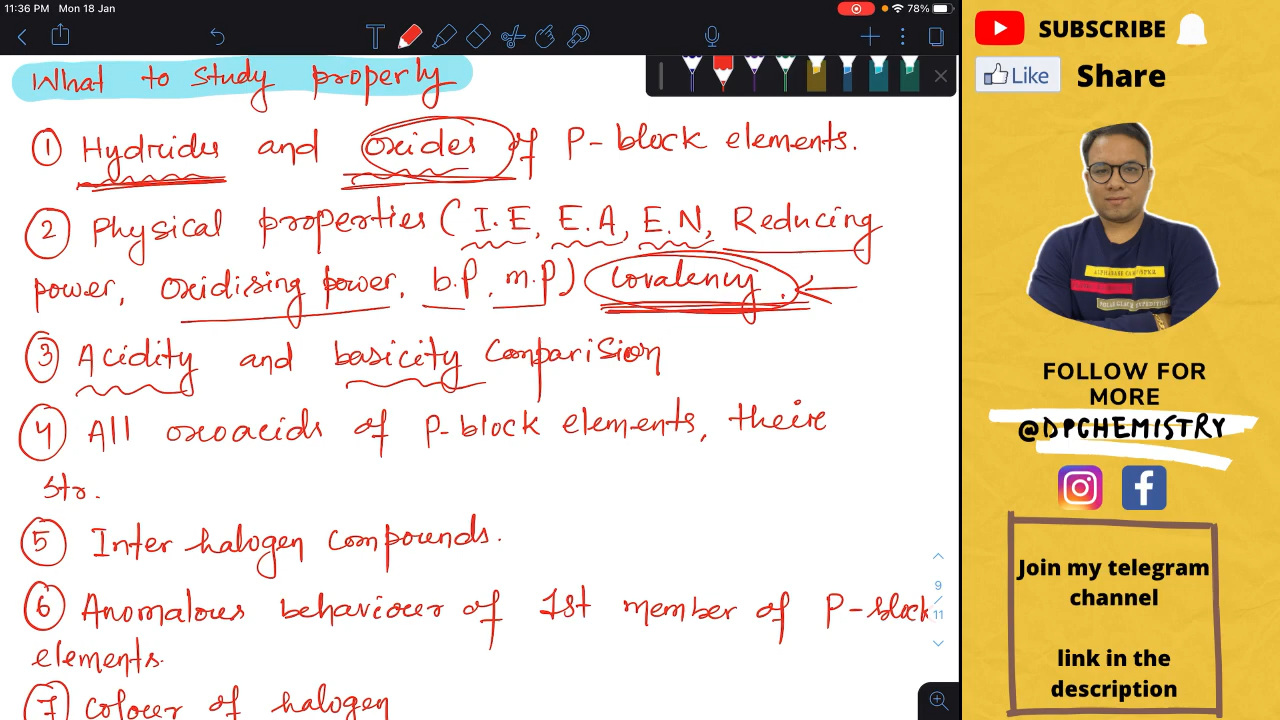 11:36 PM Mon 18 Jan
78%
What to study properly
① Hydrides and oxides of P-block elements.
② Physical properties ( I.E, E.A, E.N, Reducing
power, Oxidising power, b.p, m.p) Covalency.
③ Acidity and basicity Comparision
④ All oxoacids of P-block elements, theire
str.
⑤ Inter halogen compounds.
⑥ Anomalous behaviour of 1st member of P-block
elements.
⑦ colour of halogen
9
/
11
SUBSCRIBE
Like Share
FOLLOW FOR
MORE
@DPCHEMISTRY
Join my telegram
channel
link in the
description